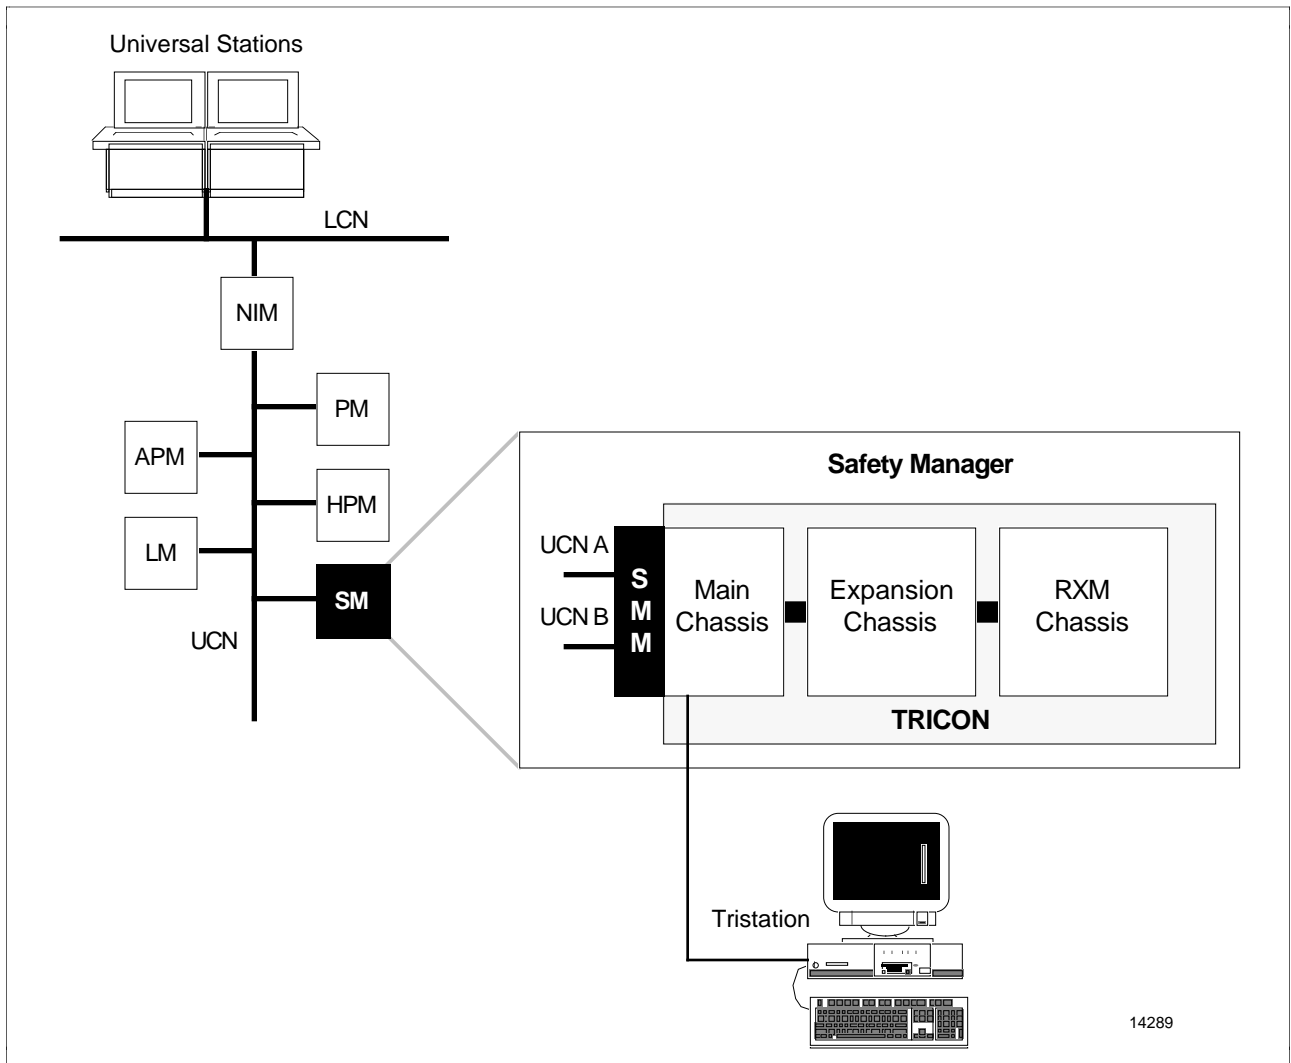 Universal Stations
LCN
NIM
PM
APM
HPM
LM
SM
UCN
Safety Manager
UCN A
UCN B
S
M
M
Main
Chassis
Expansion
Chassis
RXM
Chassis
TRICON
Tristation
14289